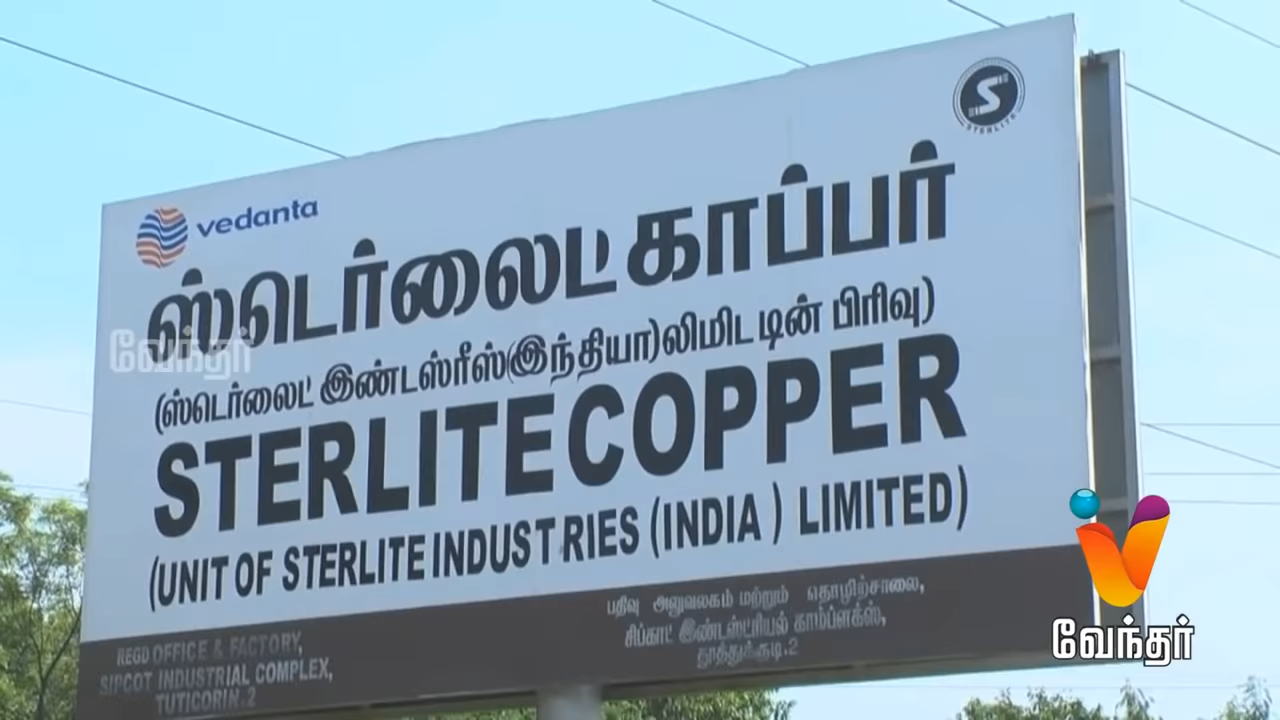 vedanta
STERLITE
ஸ்டெர்லைட் காப்பர்
(ஸ்டெர்லைட் இண்டஸ்ரீஸ்(இந்தியா)லிமிடடின் பிரிவு)
STERLITE COPPER
(UNIT OF STERLITE INDUSTRIES (INDIA) LIMITED)
REGD OFFICE & FACTORY,
SIPCOT INDUSTRIAL COMPLEX,
TUTICORIN.2
பதிவு அலுவலகம் மற்றும் தொழிற்சாலை,
சிப்காட் இண்டஸ்ட்ரியல் காம்ப்ளக்ஸ்,
தூத்துக்குடி.2
வேந்தர்
வேந்தர்